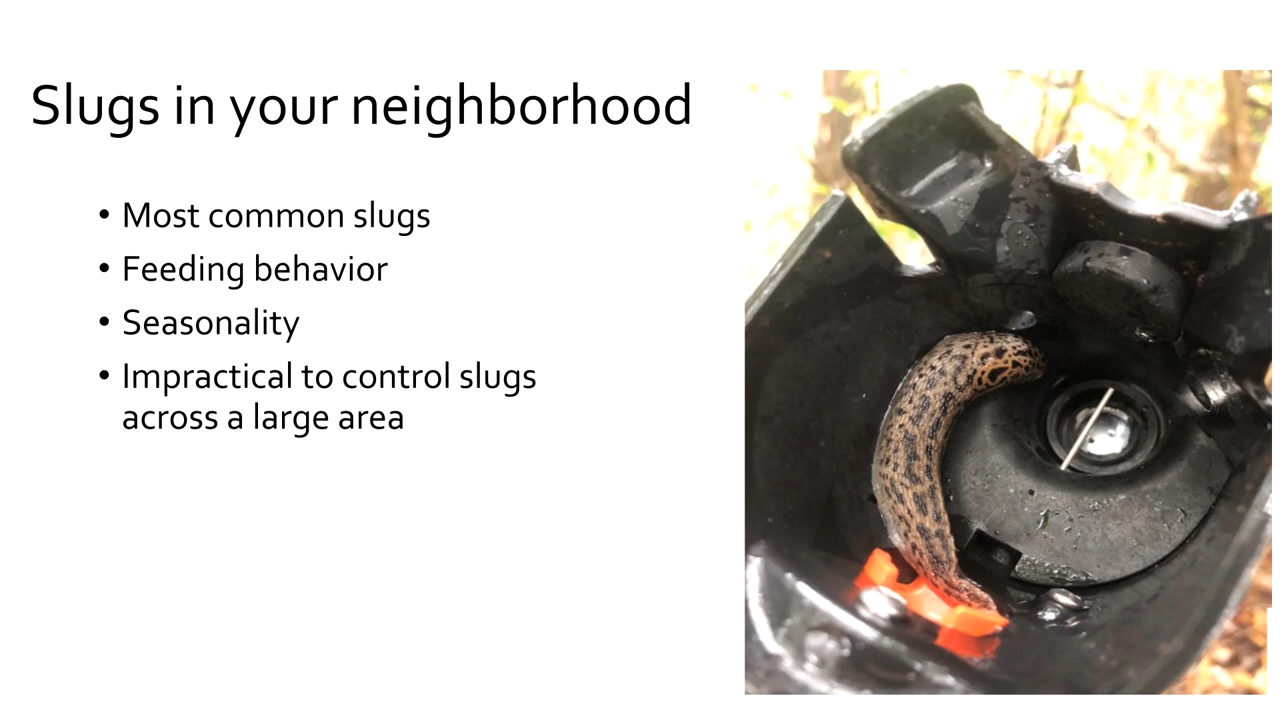 Slugs in your neighborhood
• Most common slugs
• Feeding behavior
• Seasonality
• Impractical to control slugs
across a large area